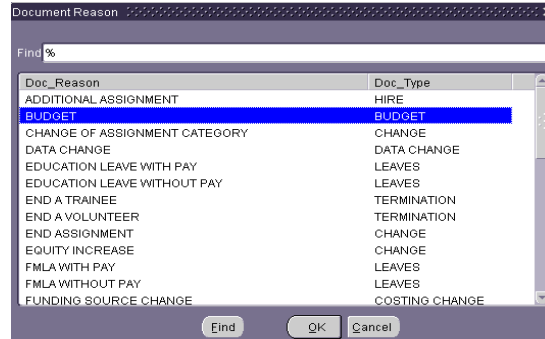 Document Reason
Find %
Doc_Reason Doc_Type
ADDITIONAL ASSIGNMENT HIRE
BUDGET BUDGET
CHANGE OF ASSIGNMENT CATEGORY CHANGE
DATA CHANGE DATA CHANGE
EDUCATION LEAVE WITH PAY LEAVES
EDUCATION LEAVE WITHOUT PAY LEAVES
END A TRAINEE TERMINATION
END A VOLUNTEER TERMINATION
END ASSIGNMENT CHANGE
EQUITY INCREASE CHANGE
FMLA WITH PAY LEAVES
FMLA WITHOUT PAY LEAVES
FUNDING SOURCE CHANGE COSTING CHANGE
Find OK Cancel